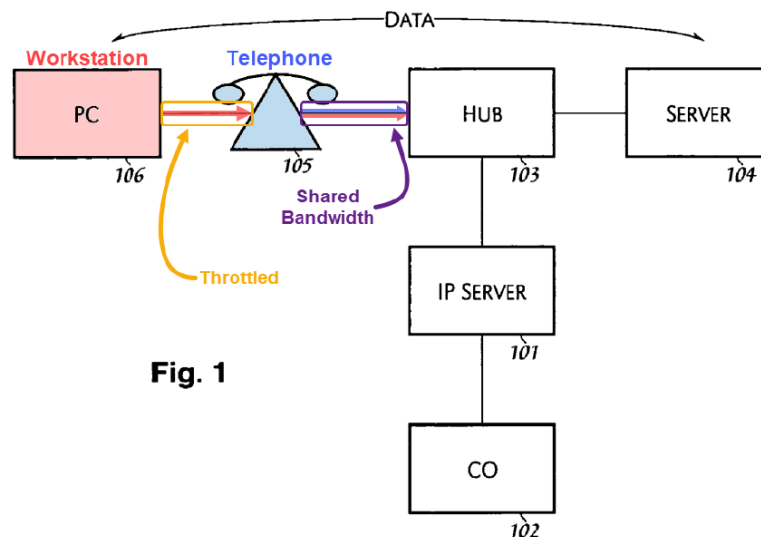 DATA
Workstation
Telephone
PC
HUB
SERVER
106
105
103
104
Shared
Bandwidth
Throttled
IP SERVER
101
Fig. 1
CO
102